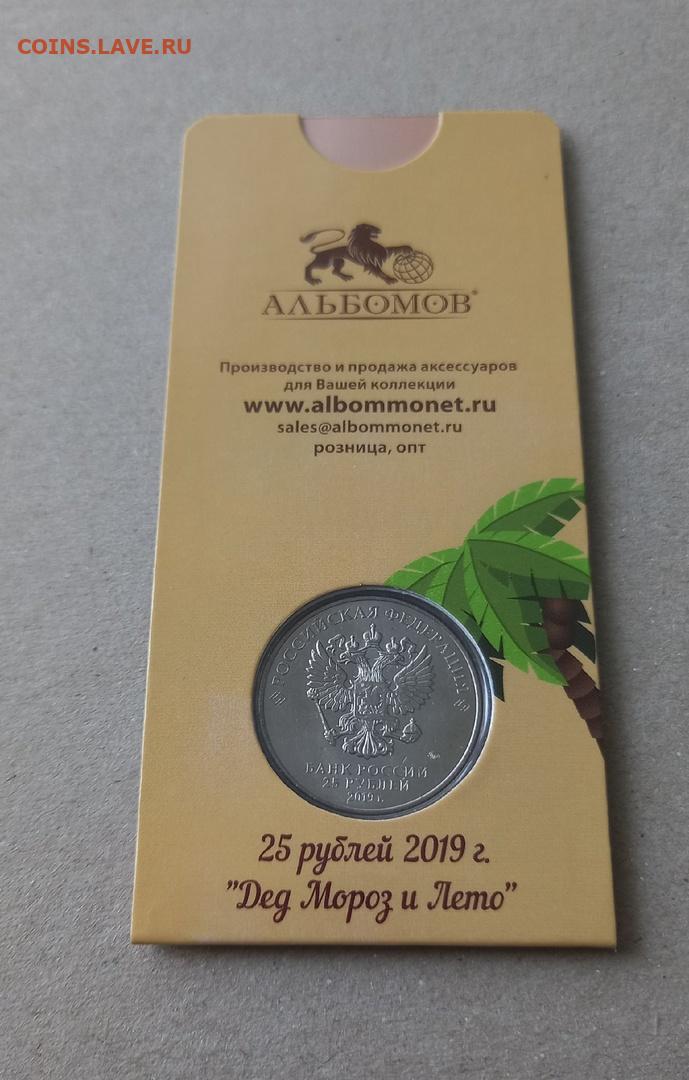 COINS.LAVE.RU
АЛЬБОМОВ®
Производство и продажа аксессуаров
для Вашей коллекции
www.albommonet.ru
sales@albommonet.ru
розница, опт
РОССИЙСКАЯ ФЕДЕРАЦИЯ
БАНК РОССИИ
25 РУБЛЕЙ
2019 г.
25 рублей 2019 г.
"Дед Мороз и Лето"